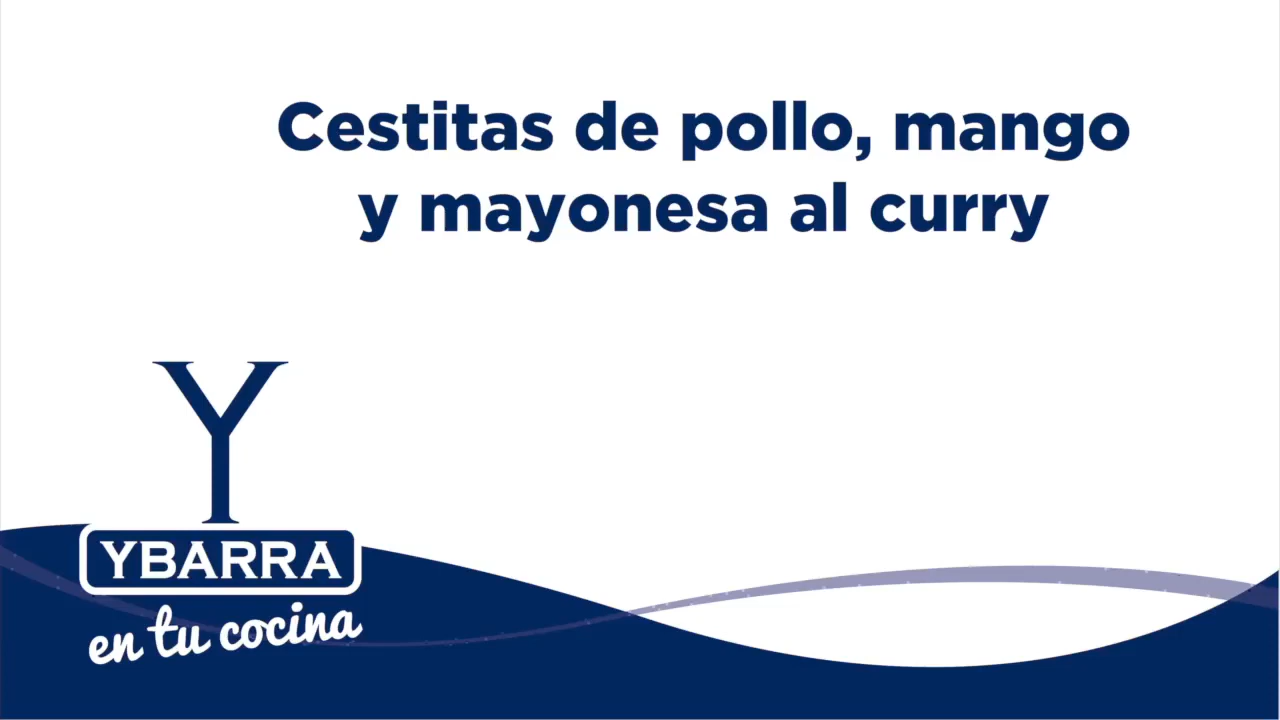 Cestitas de pollo, mango
y mayonesa al curry
Y
YBARRA
en tu cocina